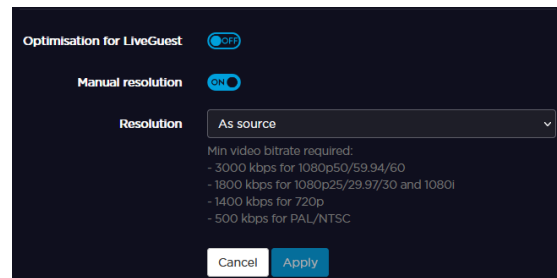 Optimisation for LiveGuest OFF
Manual resolution ON
Resolution As source
Min video bitrate required:
- 3000 kbps for 1080p50/59.94/60
- 1800 kbps for 1080p25/29.97/30 and 1080i
- 1400 kbps for 720p
- 500 kbps for PAL/NTSC
Cancel Apply